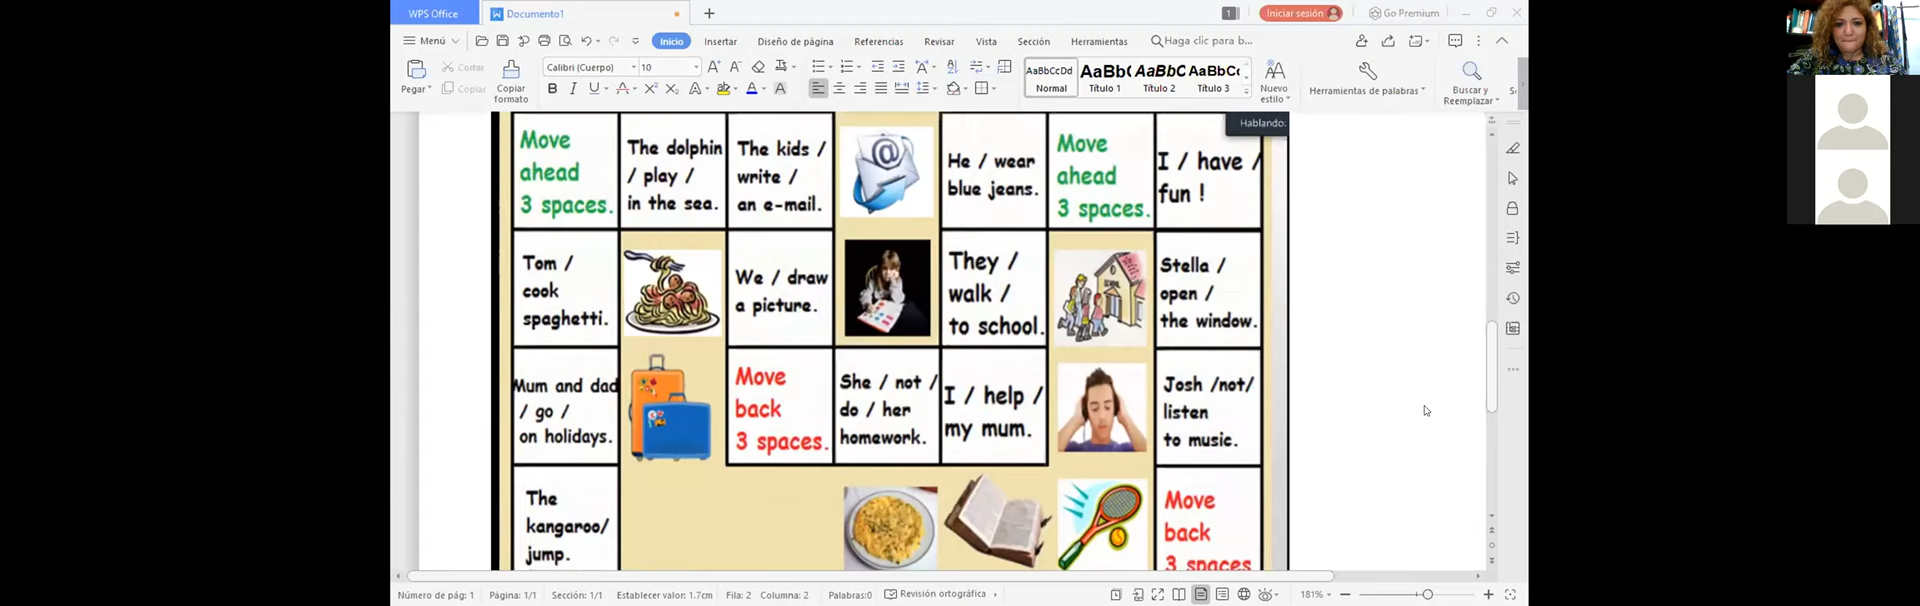 WPS Office
Documento1
1
Iniciar sesión
Go Premium
Menú
Inicio
Insertar
Diseño de página
Referencias
Revisar
Vista
Sección
Herramientas
Haga clic para b...
Pegar
Cortar
Copiar
Copiar
formato
Calibri (Cuerpo)
10
AaBbCcDd
Normal
AaBb(
Título 1
AaBbC
Título 2
AaBbC(
Título 3
Nuevo
estilo
Herramientas de palabras
Buscar y
Reemplazar
Hablando:
Move
ahead
3 spaces.
The dolphin
/ play /
in the sea.
The kids /
write /
an e-mail.
@
He / wear
blue jeans.
Move
ahead
3 spaces.
I / have /
fun !
Tom /
cook
spaghetti.
We / draw
a picture.
They /
walk /
to school.
Stella /
open /
the window.
Mum and dad
/ go /
on holidays.
Move
back
3 spaces.
She / not /
do / her
homework.
I / help /
my mum.
Josh /not/
listen
to music.
The
kangaroo/
jump.
Move
back
3 spaces
Número de pág: 1
Página: 1/1
Sección: 1/1
Establecer valor: 1.7cm
Fila: 2
Columna: 2
Palabras:0
Revisión ortográfica
181%